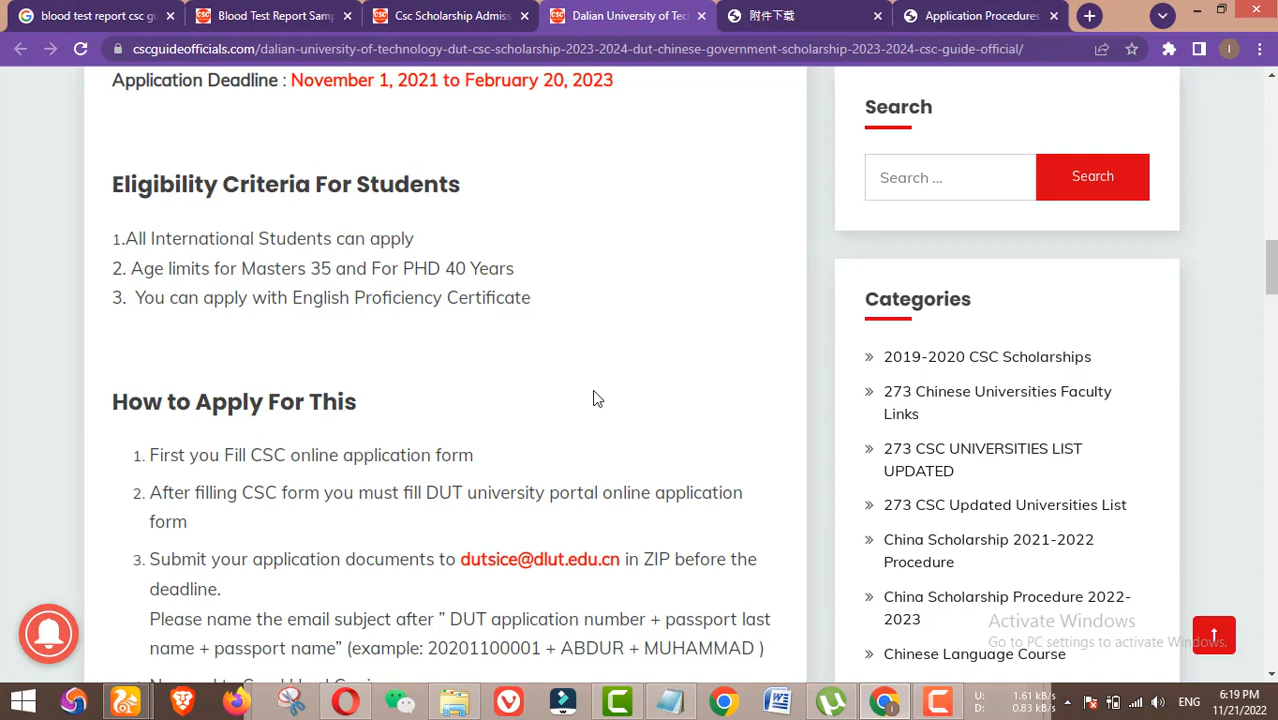 blood test report csc gu
Blood Test Report Samp
Csc Scholarship Admiss
Dalian University of Tec
附件下载
Application Procedures
cscguideofficials.com/dalian-university-of-technology-dut-csc-scholarship-2023-2024-dut-chinese-government-scholarship-2023-2024-csc-guide-official/
Application Deadline : November 1, 2021 to February 20, 2023
Eligibility Criteria For Students
1.All International Students can apply
2. Age limits for Masters 35 and For PHD 40 Years
3. You can apply with English Proficiency Certificate
How to Apply For This
1. First you Fill CSC online application form
2. After filling CSC form you must fill DUT university portal online application
form
3. Submit your application documents to dutsice@dlut.edu.cn in ZIP before the
deadline.
Please name the email subject after ” DUT application number + passport last
name + passport name” (example: 20201100001 + ABDUR + MUHAMMAD )
Search
Search ...
Search
Categories
2019-2020 CSC Scholarships
273 Chinese Universities Faculty
Links
273 CSC UNIVERSITIES LIST
UPDATED
273 CSC Updated Universities List
China Scholarship 2021-2022
Procedure
China Scholarship Procedure 2022-
2023
Chinese Language Course
Activate Windows
Go to PC settings to activate Windows.
U: 1.61 kB/s
D: 0.83 kB/s
ENG
6:19 PM
11/21/2022